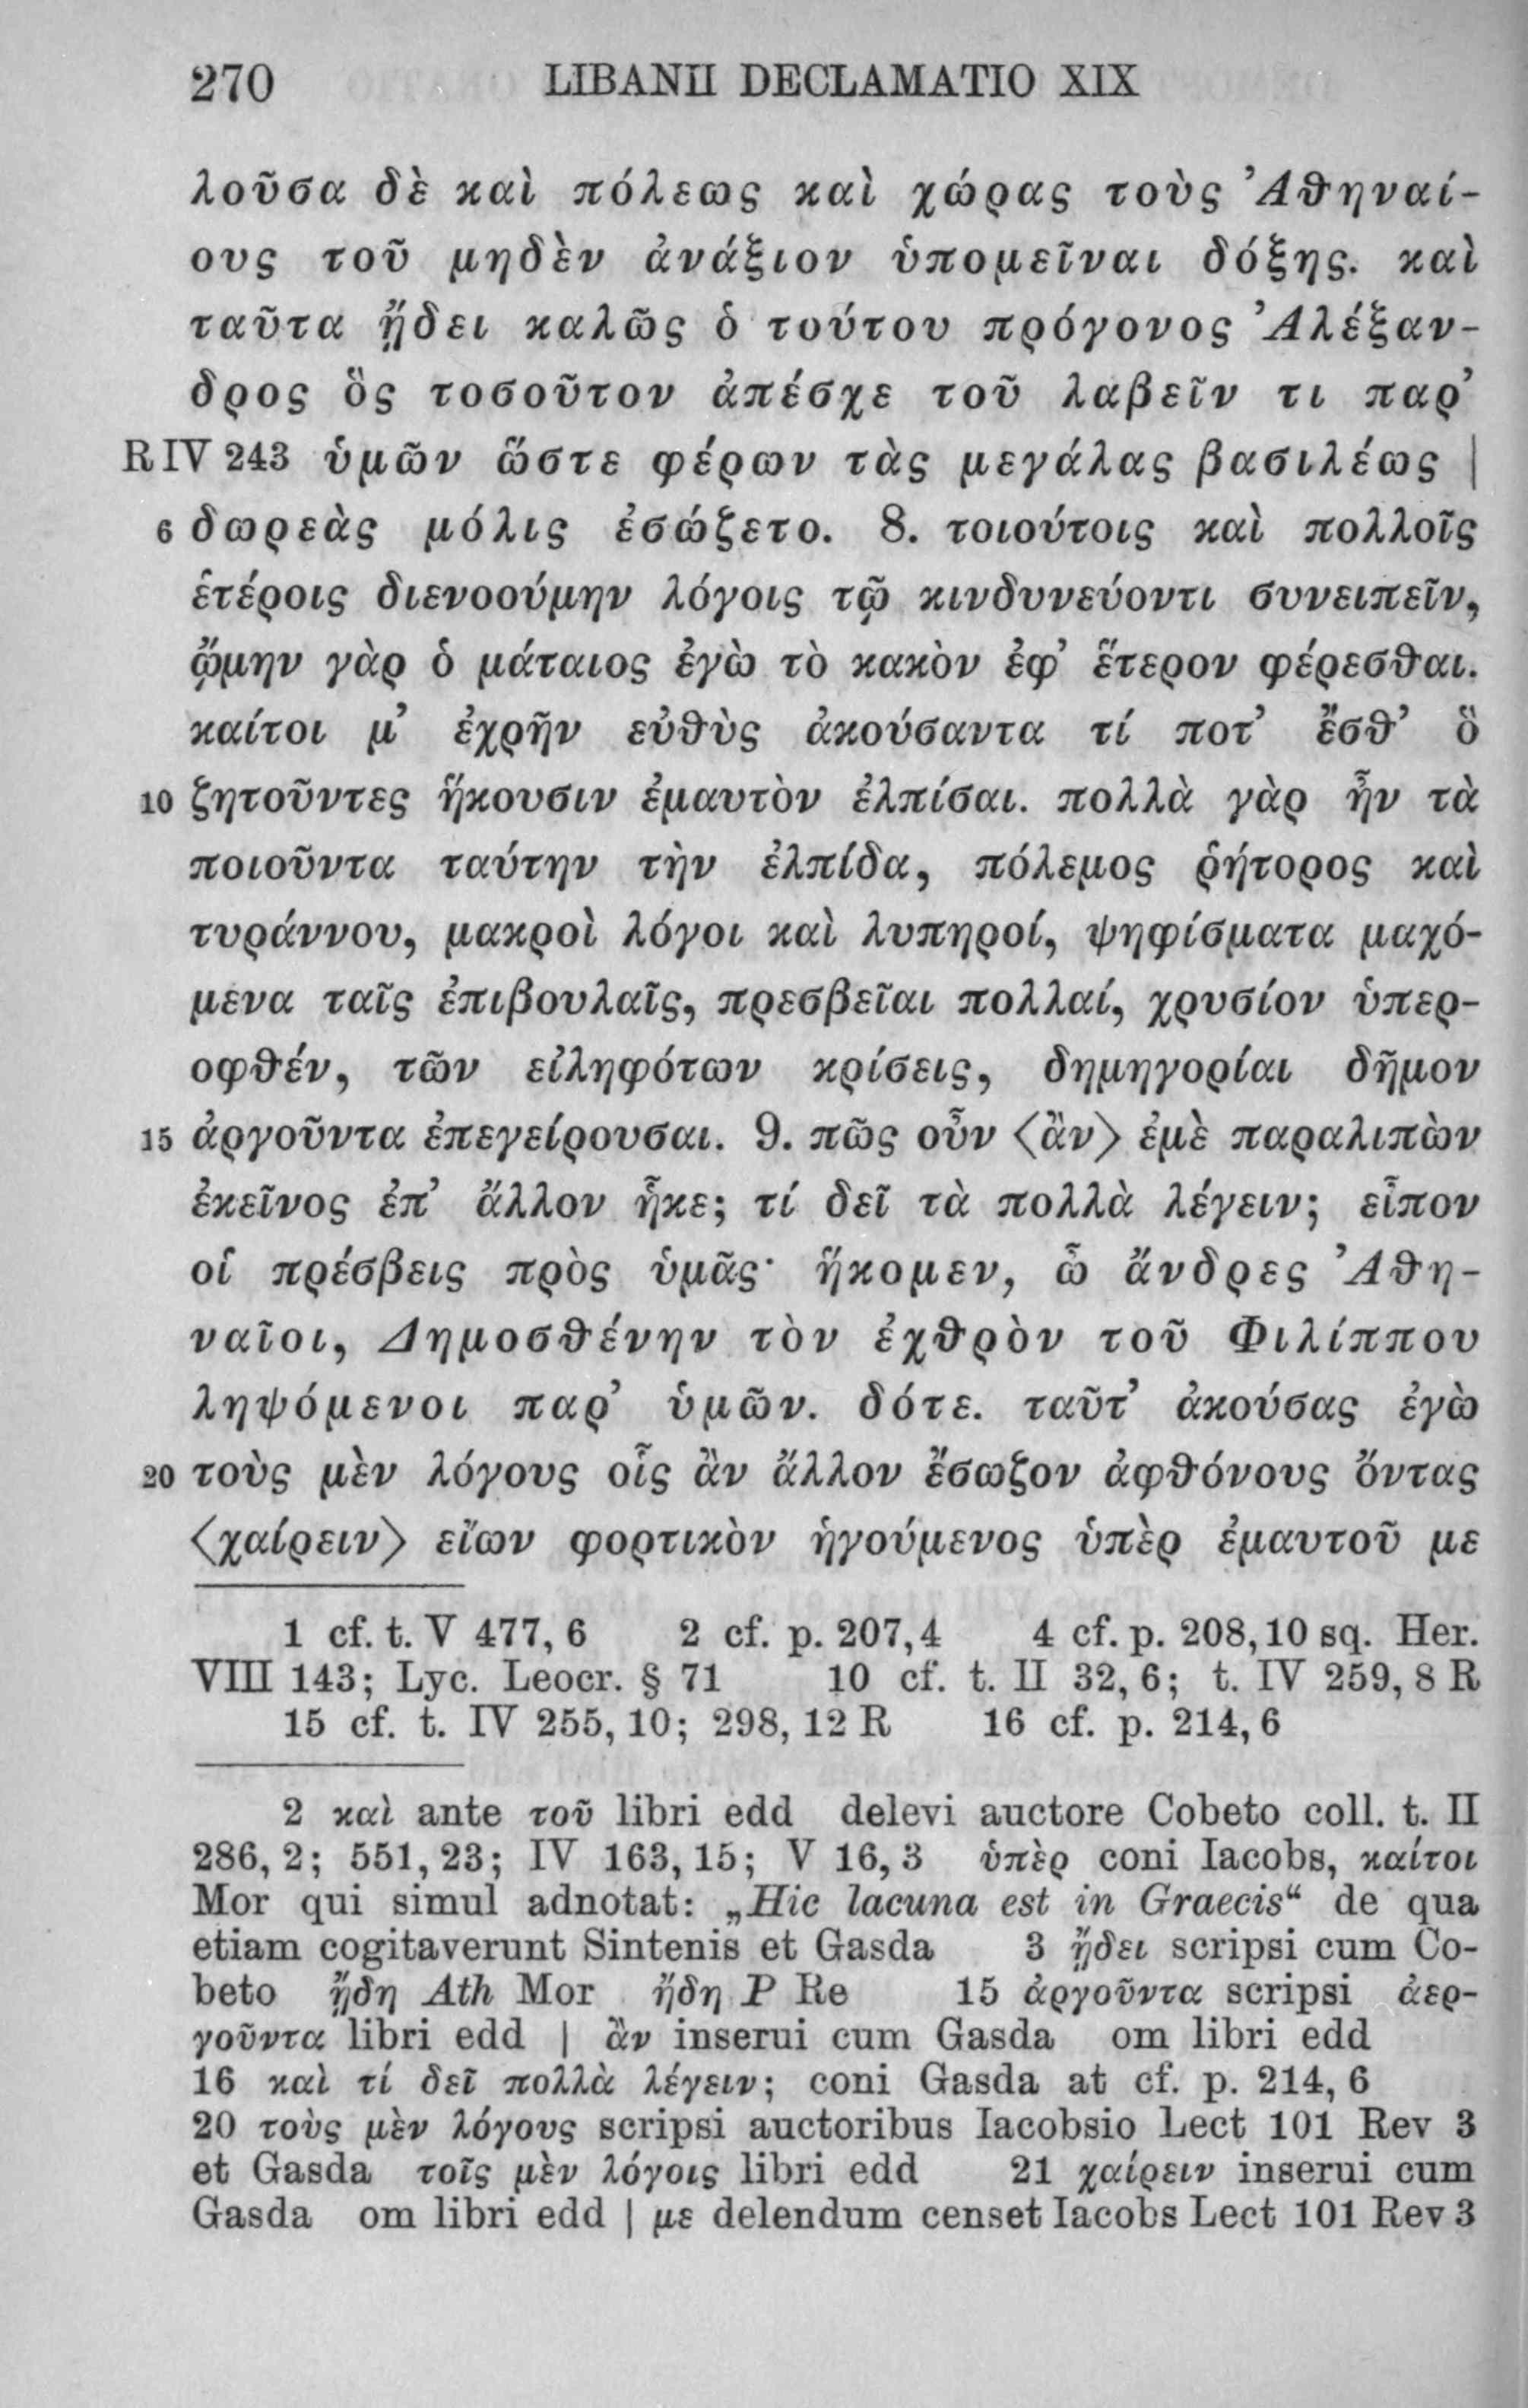 270 LIBANII DECLAMATIO XIX
λοῦσα δὲ καὶ πόλεως καὶ χώρας τοὺς Ἀθηναί-
ους τοῦ μηδὲν ἀνάξιον ὑπομεῖναι δόξης. καὶ
ταῦτα ᾔδει καλῶς ὁ τούτου πρόγονος Ἀλέξαν-
δρος ὃς τοσοῦτον ἀπέσχε τοῦ λαβεῖν τι παρ’
R IV 243 ὑμῶν ὥστε φέρων τὰς μεγάλας βασιλέως |
6 δωρεὰς μόλις ἐσώζετο. 8. τοιούτοις καὶ πολλοῖς
ἑτέροις διενοούμην λόγοις τῷ κινδυνεύοντι συνειπεῖν,
ᾤμην γὰρ ὁ μάταιος ἐγὼ τὸ κακὸν ἐφ’ ἕτερον φέρεσθαι.
καίτοι μ’ ἐχρῆν εὐθὺς ἀκούσαντα τί ποτ’ ἔσθ’ ὃ
10 ζητοῦντες ἥκουσιν ἐμαυτὸν ἐλπίσαι. πολλὰ γὰρ ἦν τὰ
ποιοῦντα ταύτην τὴν ἐλπίδα, πόλεμος ῥήτορος καὶ
τυράννου, μακροὶ λόγοι καὶ λυπηροί, ψηφίσματα μαχό-
μενα ταῖς ἐπιβουλαῖς, πρεσβεῖαι πολλαί, χρυσίον ὑπερ-
οφθέν, τῶν εἰληφότων κρίσεις, δημηγορίαι δῆμον
15 ἀργοῦντα ἐπεγείρουσαι. 9. πῶς οὖν ⟨ἂν⟩ ἐμὲ παραλιπὼν
ἐκεῖνος ἐπ’ ἄλλον ἧκε; τί δεῖ τὰ πολλὰ λέγειν; εἶπον
οἱ πρέσβεις πρὸς ὑμᾶς· ἥκομεν, ὦ ἄνδρες Ἀθη-
ναῖοι, Δημοσθένην τὸν ἐχθρὸν τοῦ Φιλίππου
ληψόμενοι παρ’ ὑμῶν. δότε. ταῦτ’ ἀκούσας ἐγὼ
20 τοὺς μὲν λόγους οἷς ἂν ἄλλον ἔσωζον ἀφθόνους ὄντας
⟨χαίρειν⟩ εἴων φορτικὸν ἡγούμενος ὑπὲρ ἐμαυτοῦ με
1 cf. t. V 477, 6 2 cf. p. 207,4 4 cf. p. 208,10 sq. Her.
VIII 143; Lyc. Leocr. § 71 10 cf. t. II 32, 6; t. IV 259, 8 R
15 cf. t. IV 255, 10; 298, 12 R 16 cf. p. 214, 6
2 καὶ ante τοῦ libri edd delevi auctore Cobeto coll. t. II
286, 2; 551, 23; IV 163, 15; V 16, 3 ὑπὲρ coni Iacobs, καίτοι
Mor qui simul adnotat: „Hic lacuna est in Graecis“ de qua
etiam cogitaverunt Sintenis et Gasda 3 ᾔδει scripsi cum Co-
beto ᾔδη Ath Mor ἤδη P Re 15 ἀργοῦντα scripsi ἀερ-
γοῦντα libri edd | ἂν inserui cum Gasda om libri edd
16 καὶ τί δεῖ πολλὰ λέγειν; coni Gasda at cf. p. 214, 6
20 τοὺς μὲν λόγους scripsi auctoribus Iacobsio Lect 101 Rev 3
et Gasda τοῖς μὲν λόγοις libri edd 21 χαίρειν inserui cum
Gasda om libri edd | με delendum censet Iacobs Lect 101 Rev 3